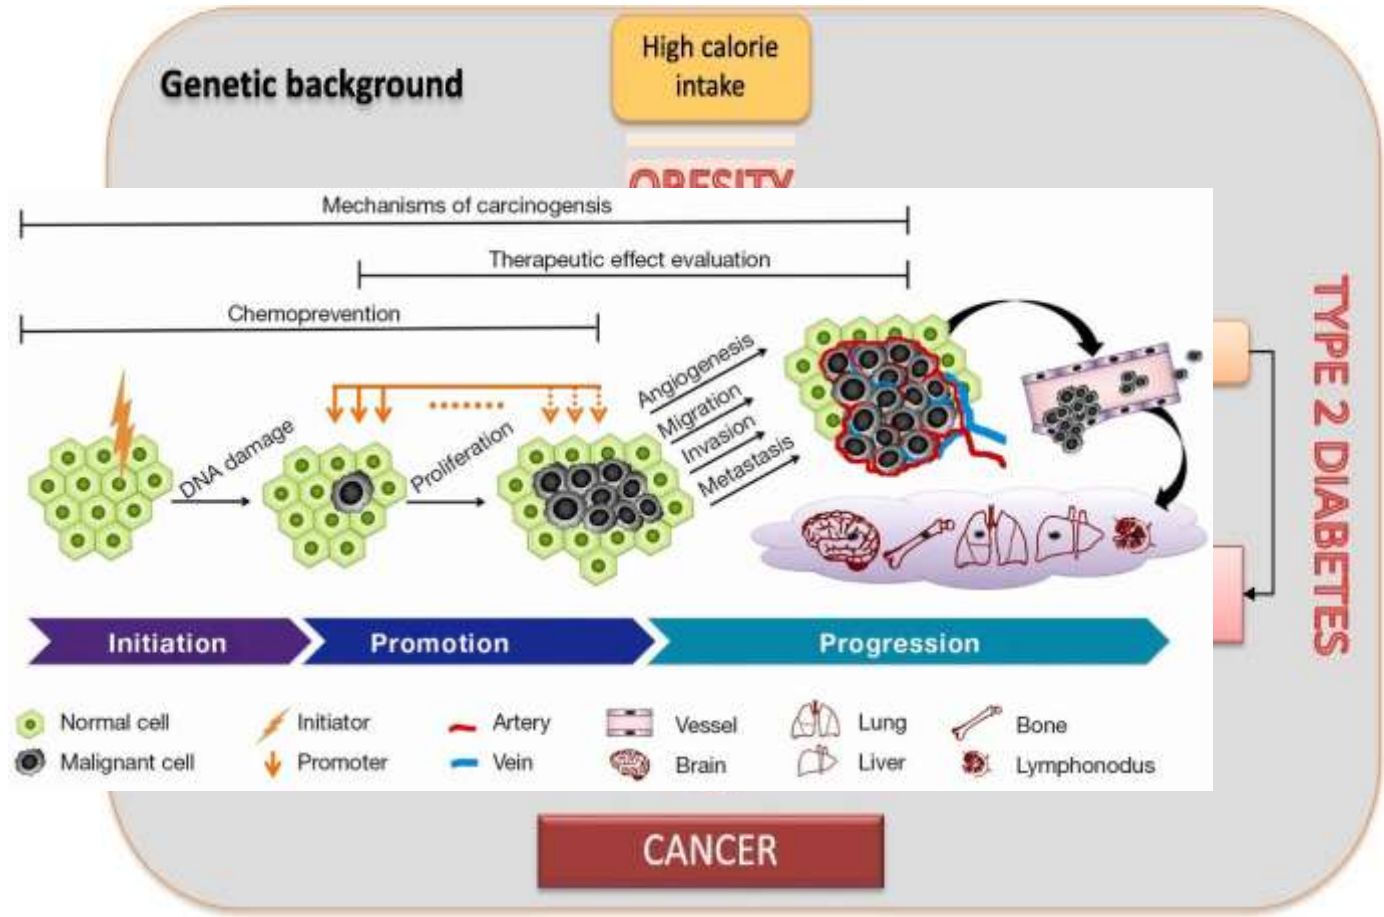 High calorie
intake
Genetic background
OBESITY
Mechanisms of carcinogensis
Therapeutic effect evaluation
Chemoprevention
DNA damage
Proliferation
Angiogenesis
Migration
Invasion
Metastasis
TYPE 2 DIABETES
Initiation
Promotion
Progression
Normal cell
Initiator
Artery
Vessel
Lung
Bone
Malignant cell
Promoter
Vein
Brain
Liver
Lymphonodus
CANCER